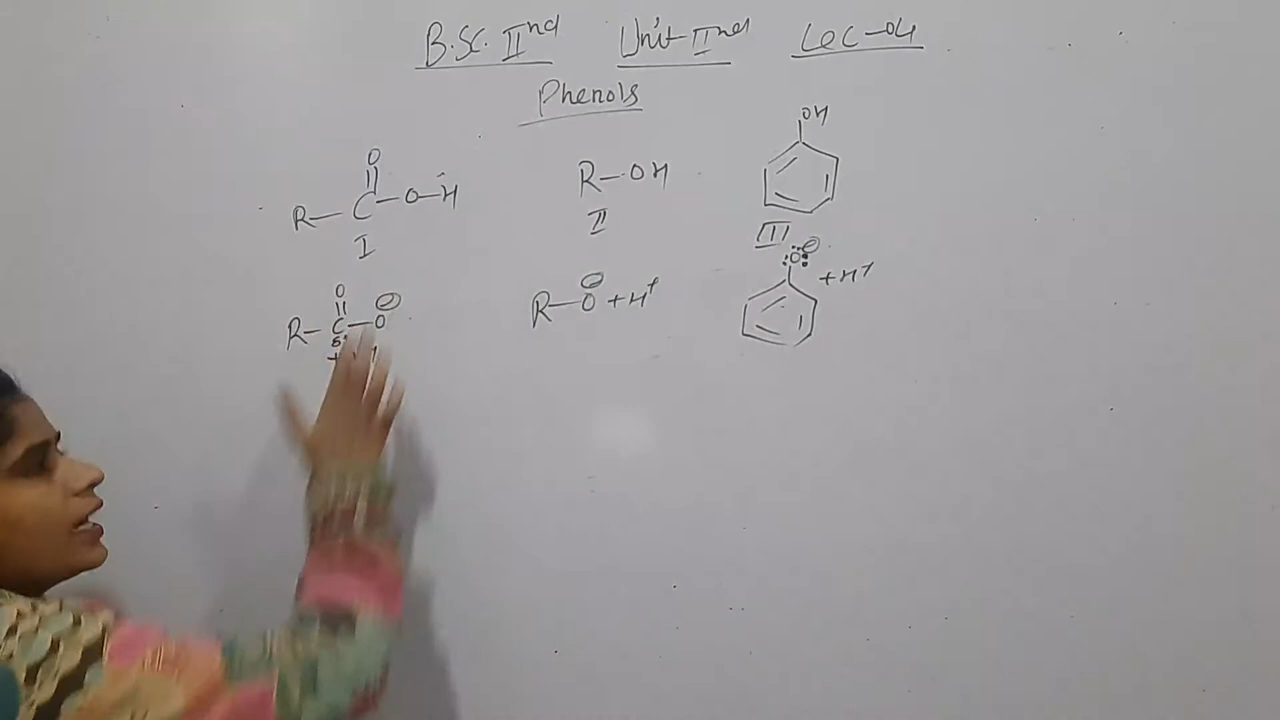 B.Sc. IInd Unit-IInd Lec-04
Phenols
O OH
R-C-O-H R-OH
I II III
O ⊖ ⊖ ⊖
R-C-O R-O+H+ O +H+